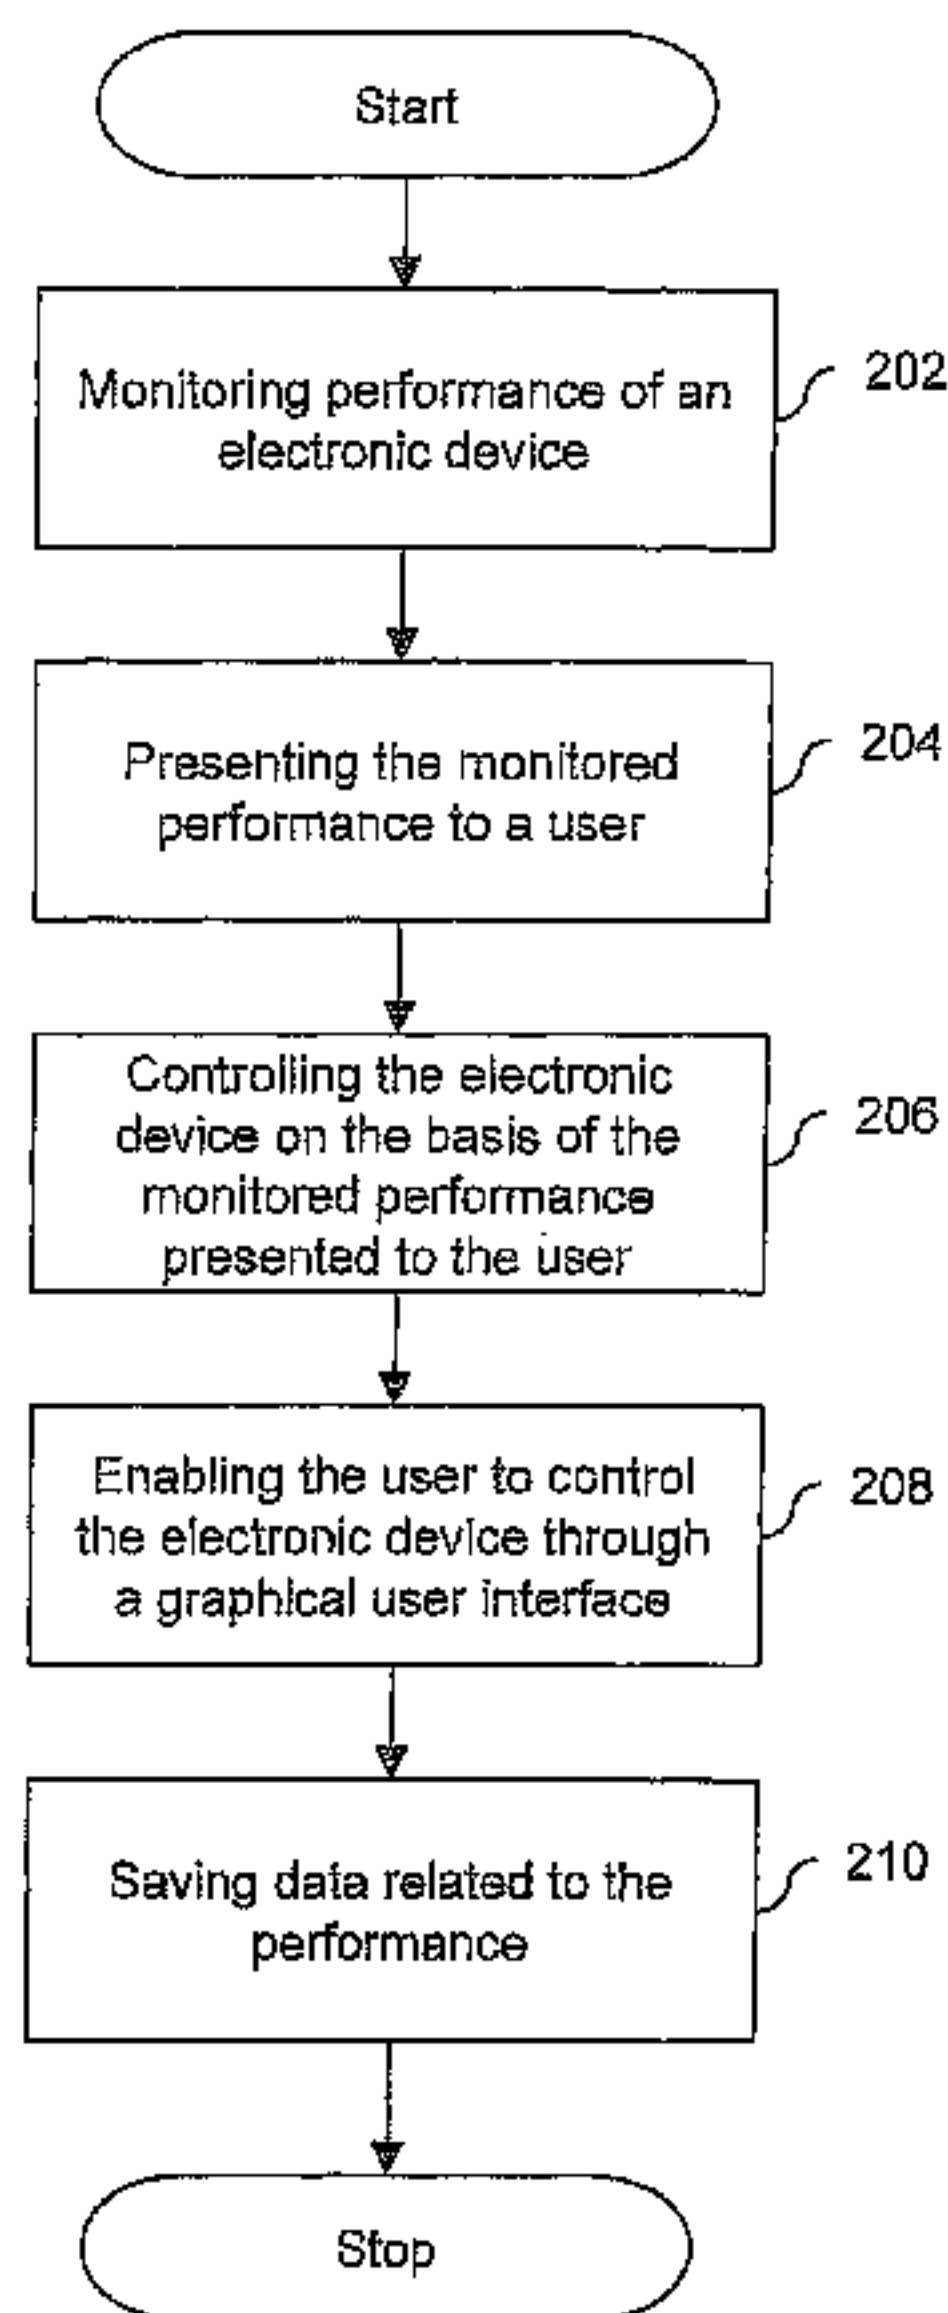 Start
Monitoring performance of an
electronic device
202
Presenting the monitored
performance to a user
204
Controlling the electronic
device on the basis of the
monitored performance
presented to the user
206
Enabling the user to control
the electronic device through
a graphical user interface
208
Saving data related to the
performance
210
Stop